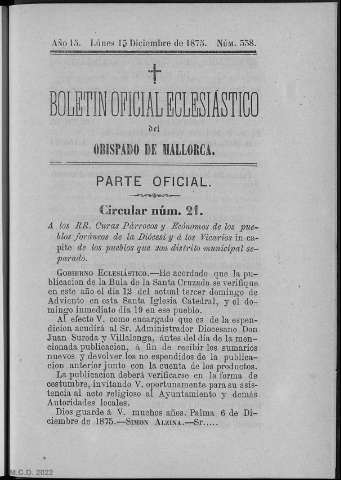 Año 15. Lúnes 15 Diciembre de 1875. Núm. 558.
BOLETIN OFICIAL ECLESIÁSTICO
del
OBISPADO DE MALLORCA.
PARTE OFICIAL.
Circular núm. 21.
A los RR. Curas Párrocos y Ecónomos de los pue-
blos foráneos de la Diócesi y á los Vicarios in ca-
pite de los pueblos que son distrito municipal se-
parado.
Gobierno Eclesiástico.—He acordado que la pu-
blicacion de la Bula de la Santa Cruzada se verifique
en este año el dia 12 del actual tercer domingo de
Adviento en esta Santa Iglesia Catedral, y el do-
mingo inmediato dia 19 en ese pueblo.
Al efecto V. como encargado que es de la espen-
dicion acudirá al Sr. Administrador Diocesano Don
Juan Sureda y Villalonga, ántes del dia de la men-
cionada publicacion, á fin de recibir los sumarios
nuevos y devolver los no espendidos de la publica-
cion anterior junto con la cuenta de los productos.
La publicacion deberá verificarse en la forma de
costumbre, invitando V. oportunamente para su asis-
tencia al acto religioso al Ayuntamiento y demás
Autoridades locales.
Dios guarde á V. muchos años. Palma 6 de Di-
ciembre de 1875.—Simon Alzina.—Sr.....
M.C.D. 2022